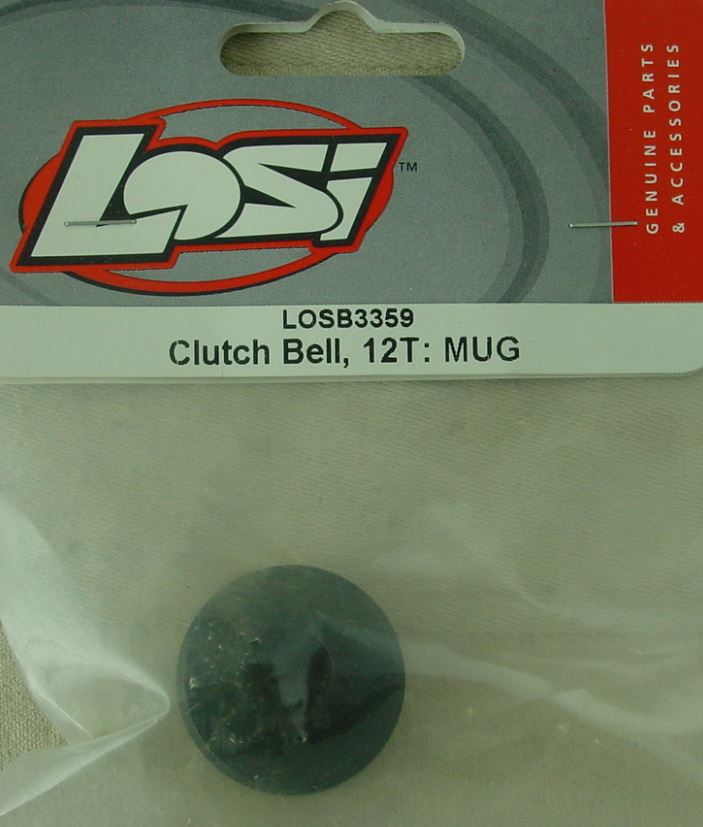 LOSi™
GENUINE PARTS
& ACCESSORIES
LOSB3359
Clutch Bell, 12T: MUG